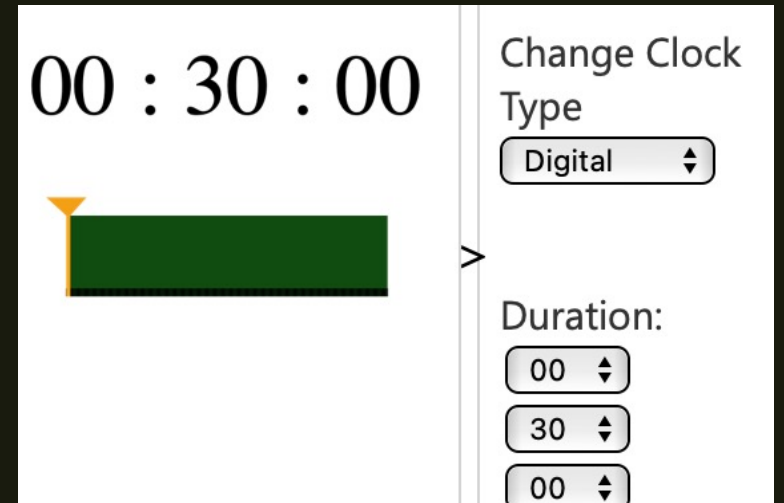 00 : 30 : 00
Change Clock
Type
Digital
>
Duration:
00
30
00